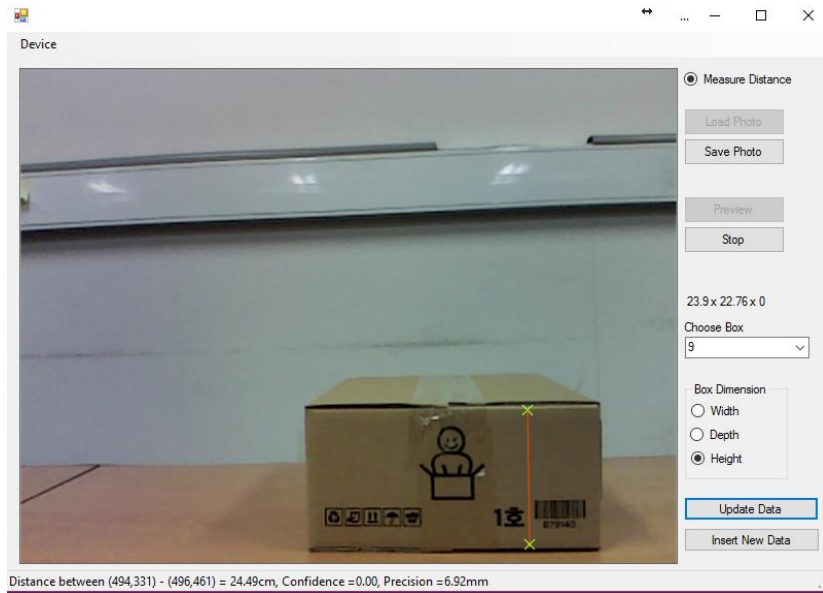 ...
Device
Measure Distance
Load Photo
Save Photo
Preview
Stop
23.9 x 22.76 x 0
Choose Box
9
Box Dimension
Width
Depth
Height
1호
879140
Update Data
Insert New Data
Distance between (494,331) - (496,461) = 24.49cm, Confidence =0.00, Precision =6.92mm